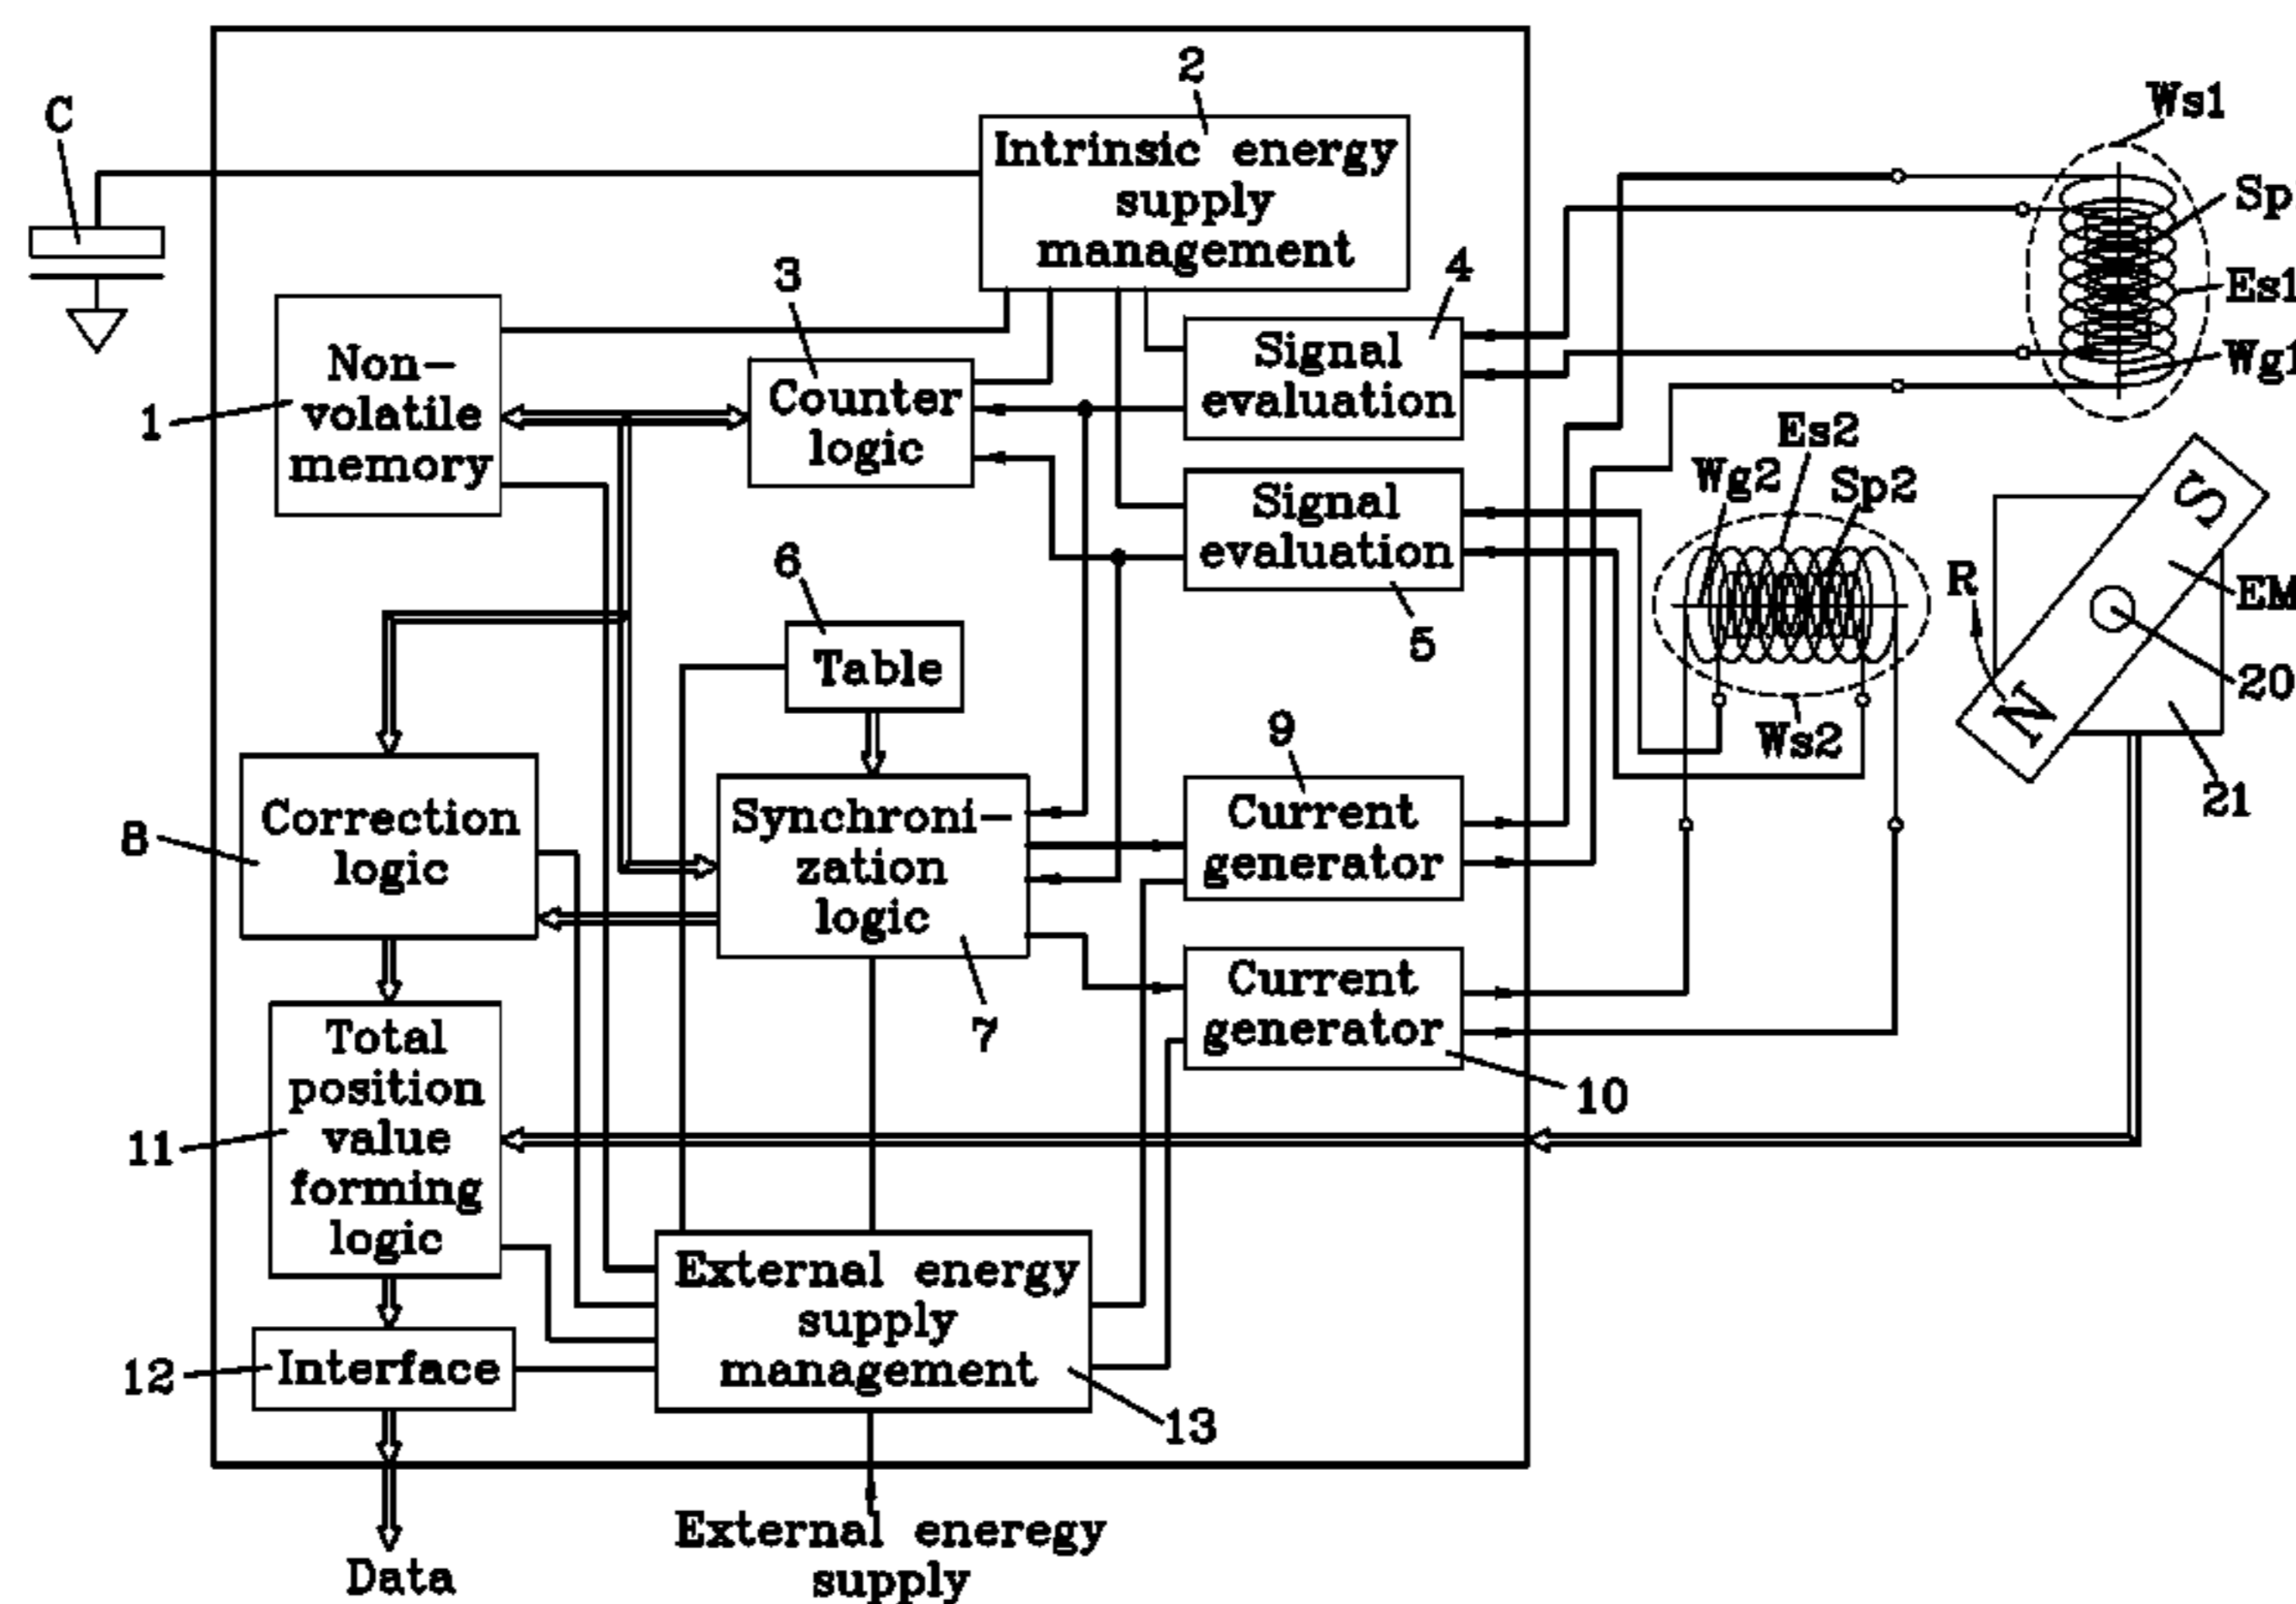 2
C
Ws1
Intrinsic energy
supply
management
Sp
3
4
Es1
Non-
volatile
memory
Signal
evaluation
Wg1
1
Counter
logic
Es2
Wg2
Sp2
S
Signal
evaluation
6
R
EM
5
Table
20
N
9
Ws2
21
8
Correction
logic
Synchroni-
zation
logic
Current
generator
7
Current
generator
10
11
Total
position
value
forming
logic
External energy
supply
management
12
Interface
13
Data
External eneregy
supply